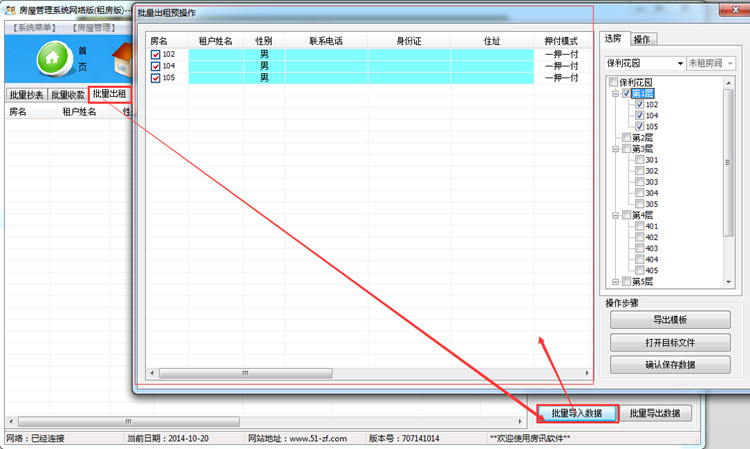 房屋管理系统网络版(租房版)--
【系统菜单】 【房屋管理】
首
页
批量抄表 批量收款 批量出租
房名 租户姓名
批量出租预操作
房名 租户姓名 性别 联系电话 身份证 住址 押付模式
102 男 一押一付
104 男 一押一付
105 男 一押一付
选房 操作
保利花园 未租房间
保利花园
第1层
102
104
105
第2层
第3层
301
302
303
304
305
第4层
401
402
403
404
405
第5层
操作步骤
导出模板
打开目标文件
确认保存数据
批量导入数据 批量导出数据
网络：已经连接 当前日期：2014-10-20 网站地址：www.51-zf.com 版本号：707141014 **欢迎使用房讯软件**